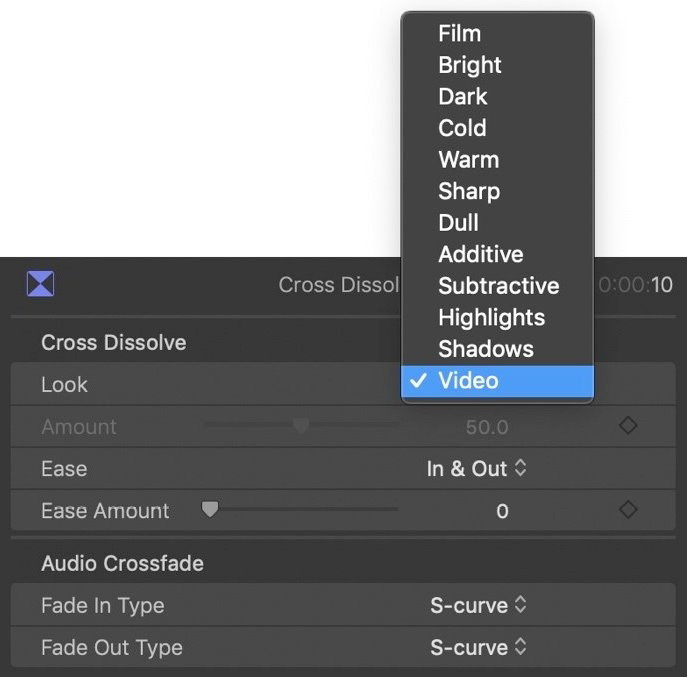 Film
Bright
Dark
Cold
Warm
Sharp
Dull
Additive
Subtractive
Highlights
Shadows
✓ Video
Cross Dissol 0:00:10
Cross Dissolve
Look
Amount 50.0
Ease In & Out
Ease Amount 0
Audio Crossfade
Fade In Type S-curve
Fade Out Type S-curve